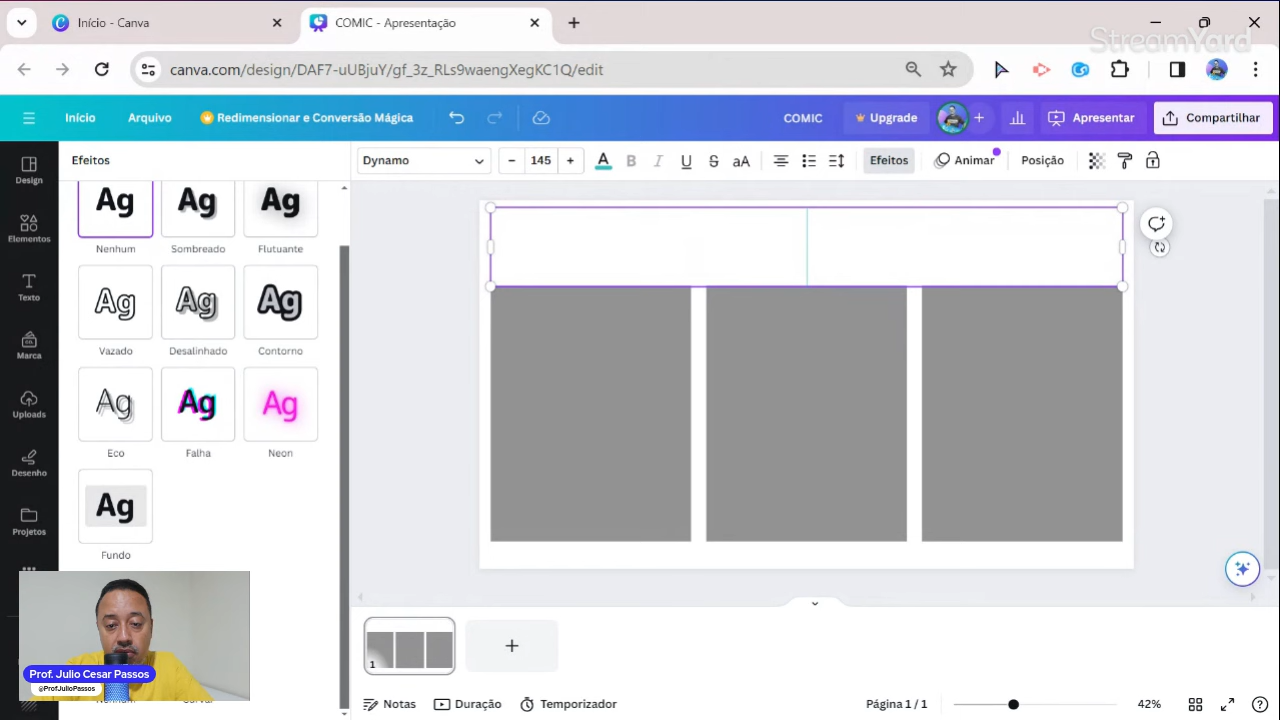 Início - Canva
COMIC - Apresentação
StreamYard
canva.com/design/DAF7-uUBjuY/gf_3z_RLs9waengXegKC1Q/edit
Início
Arquivo
Redimensionar e Conversão Mágica
COMIC
Upgrade
Apresentar
Compartilhar
Design
Elementos
Texto
Marca
Uploads
Desenho
Projetos
Efeitos
Dynamo
145
A
B
I
U
S
aA
Efeitos
Animar
Posição
Ag
Ag
Ag
Nenhum
Sombreado
Flutuante
Ag
Ag
Ag
Vazado
Desalinhado
Contorno
Ag
Ag
Ag
Eco
Falha
Neon
Ag
Fundo
Prof. Julio Cesar Passos
@ProfJulioPassos
1
Notas
Duração
Temporizador
Página 1 / 1
42%